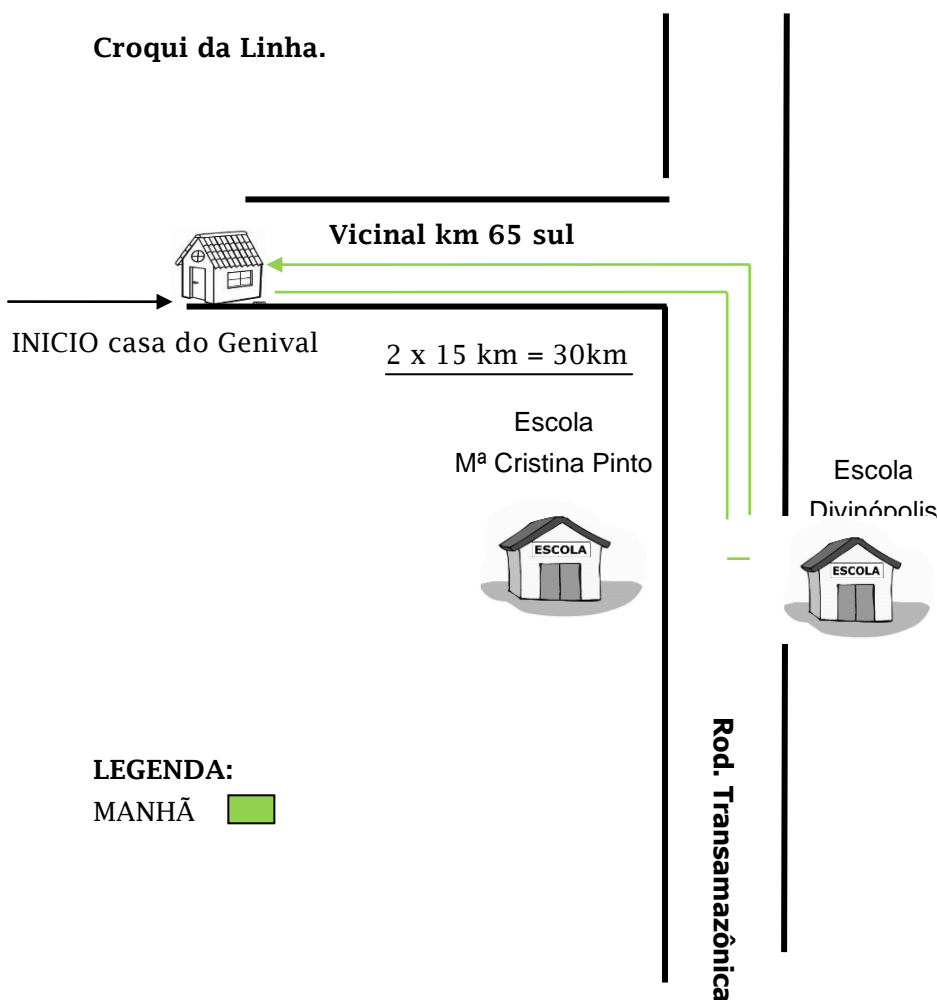 Croqui da Linha.
Vicinal km 65 sul
INICIO casa do Genival
2 x 15 km = 30km
Escola
Mª Cristina Pinto
Escola
Divinópolis
ESCOLA
ESCOLA
Rod. Transamazônica
LEGENDA:
MANHÃ